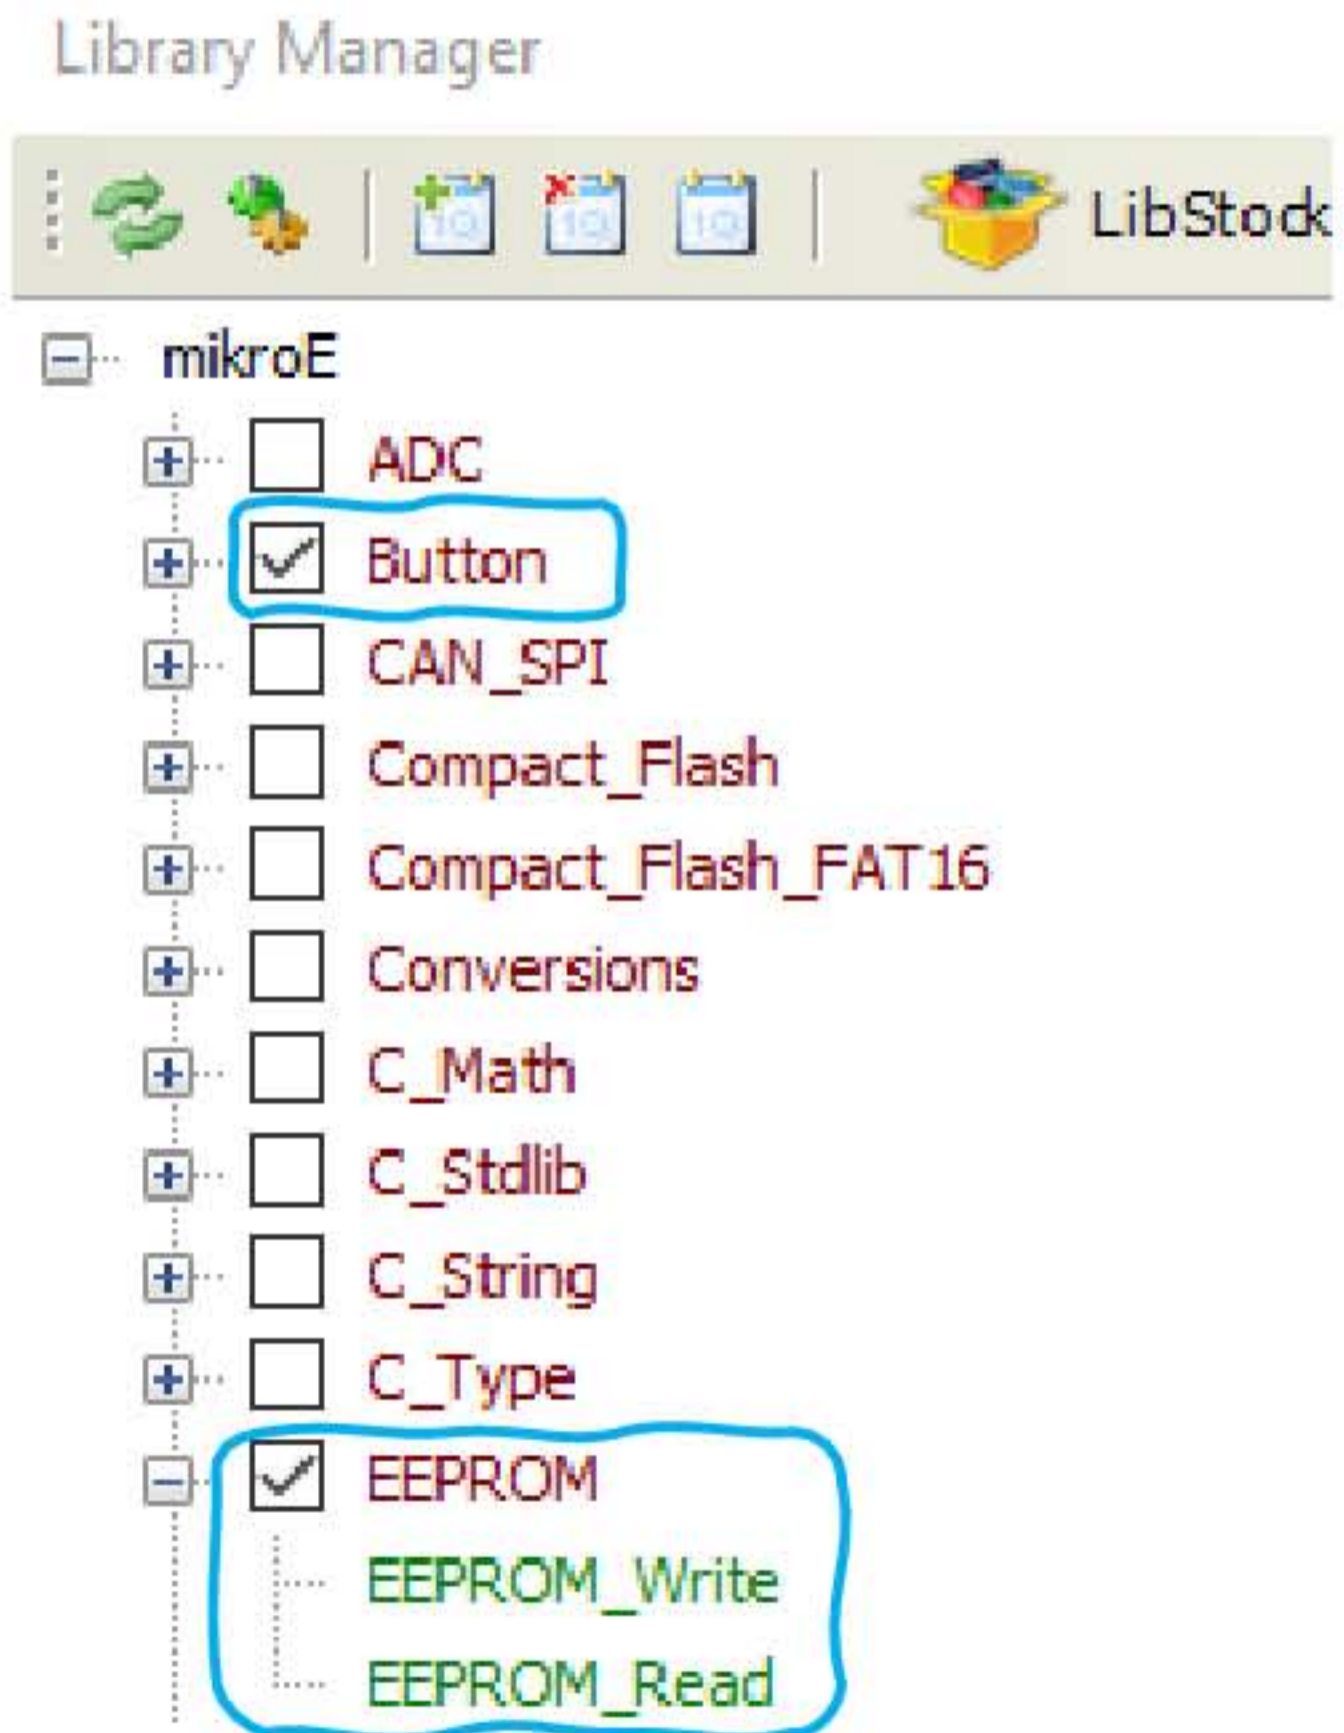 Library Manager
LibStock
mikroE
ADC
Button
CAN_SPI
Compact_Flash
Compact_Flash_FAT16
Conversions
C_Math
C_Stdlib
C_String
C_Type
EEPROM
EEPROM_Write
EEPROM_Read